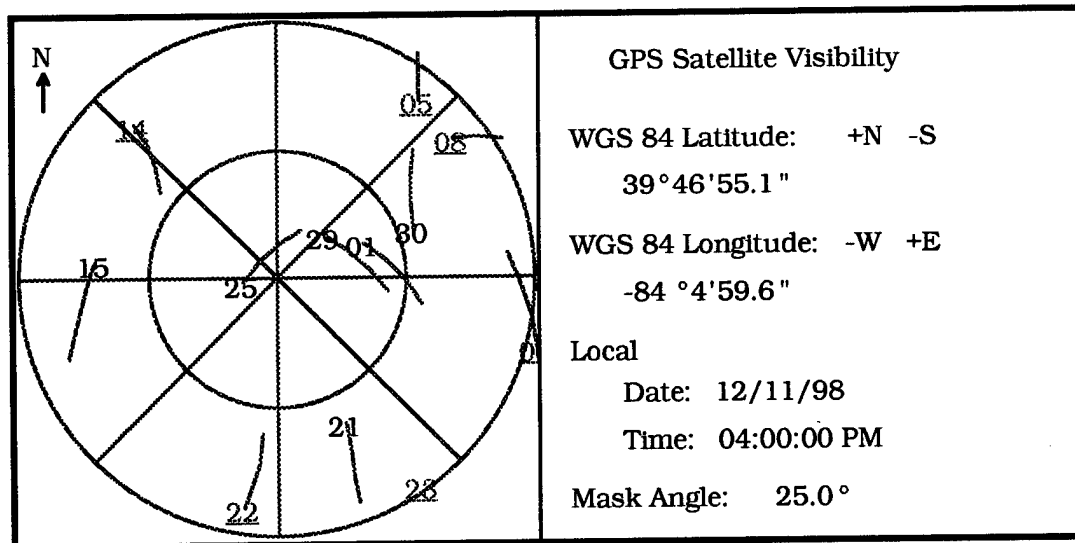 N
05
14
08
29
01
30
15
25
21
22
GPS Satellite Visibility
WGS 84 Latitude: +N -S
39°46'55.1"
WGS 84 Longitude: -W +E
-84 °4'59.6"
Local
Date: 12/11/98
Time: 04:00:00 PM
Mask Angle: 25.0°